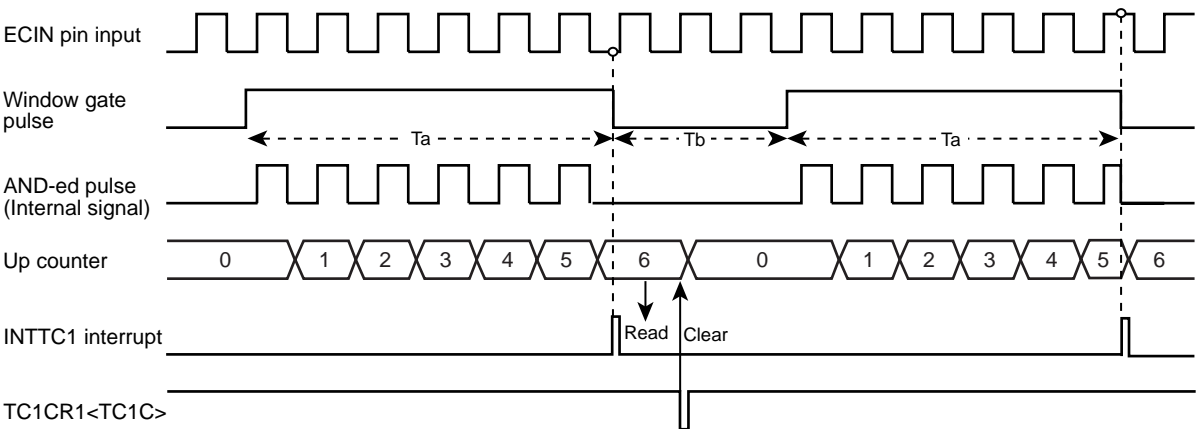 ECIN pin input
Window gate
pulse
Ta
Tb
Ta
AND-ed pulse
(Internal signal)
Up counter
0 1 2 3 4 5 6 0 1 2 3 4 5 6
INTTC1 interrupt
Read
Clear
TC1CR1<TC1C>